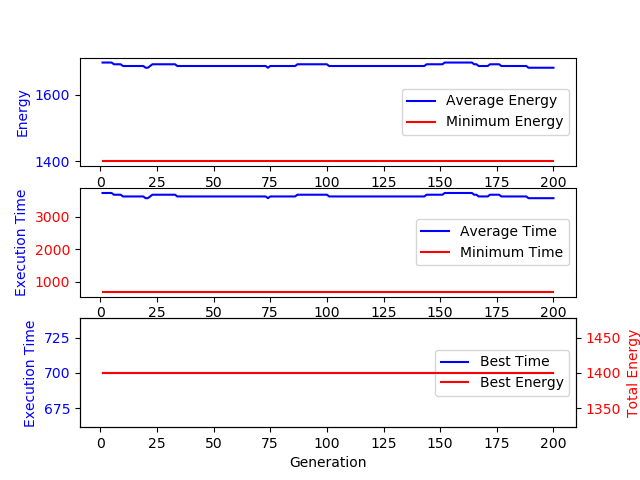 Energy
1600
1400
Average Energy
Minimum Energy
0 25 50 75 100 125 150 175 200
Execution Time
3000
2000
1000
Average Time
Minimum Time
0 25 50 75 100 125 150 175 200
Execution Time
725
700
675
Best Time
Best Energy
1450
1400
1350
Total Energy
0 25 50 75 100 125 150 175 200
Generation